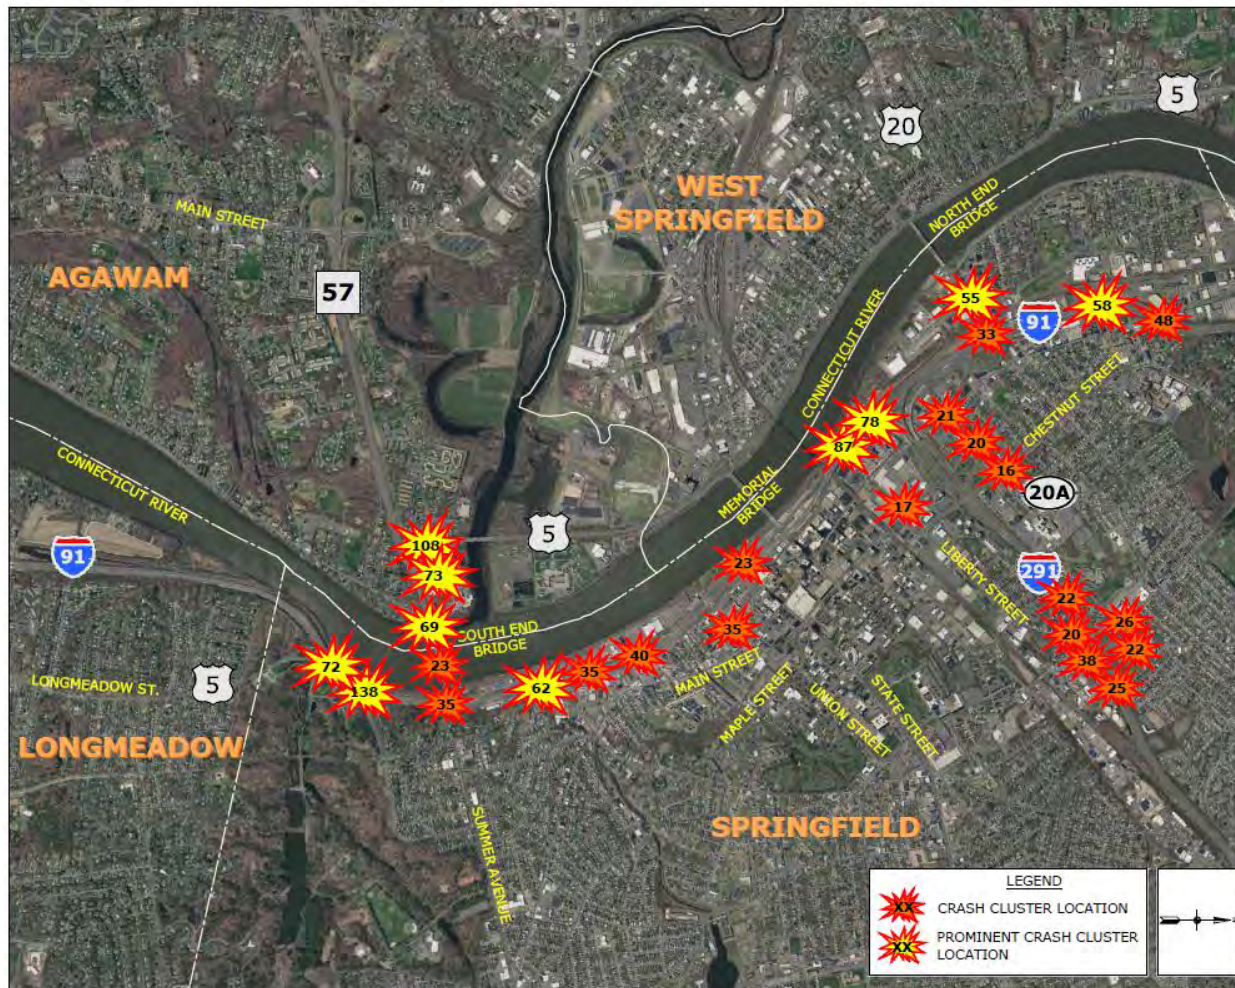 5
20
WEST
SPRINGFIELD
MAIN STREET
NORTH END
BRIDGE
AGAWAM
57
55
91
58
48
33
CONNECTICUT RIVER
CHESTNUT STREET
78
21
87
20
16
20A
CONNECTICUT RIVER
MEMORIAL
BRIDGE
17
91
108
5
73
23
LIBERTY STREET
291
22
69
SOUTH END
BRIDGE
35
20
26
22
72
23
40
38
35
62
25
138
35
5
LONGMEADOW ST.
MAIN STREET
MAPLE STREET
UNION STREET
STATE STREET
LONGMEADOW
SUMMER AVENUE
SPRINGFIELD
LEGEND
XX CRASH CLUSTER LOCATION
XX PROMINENT CRASH CLUSTER
LOCATION